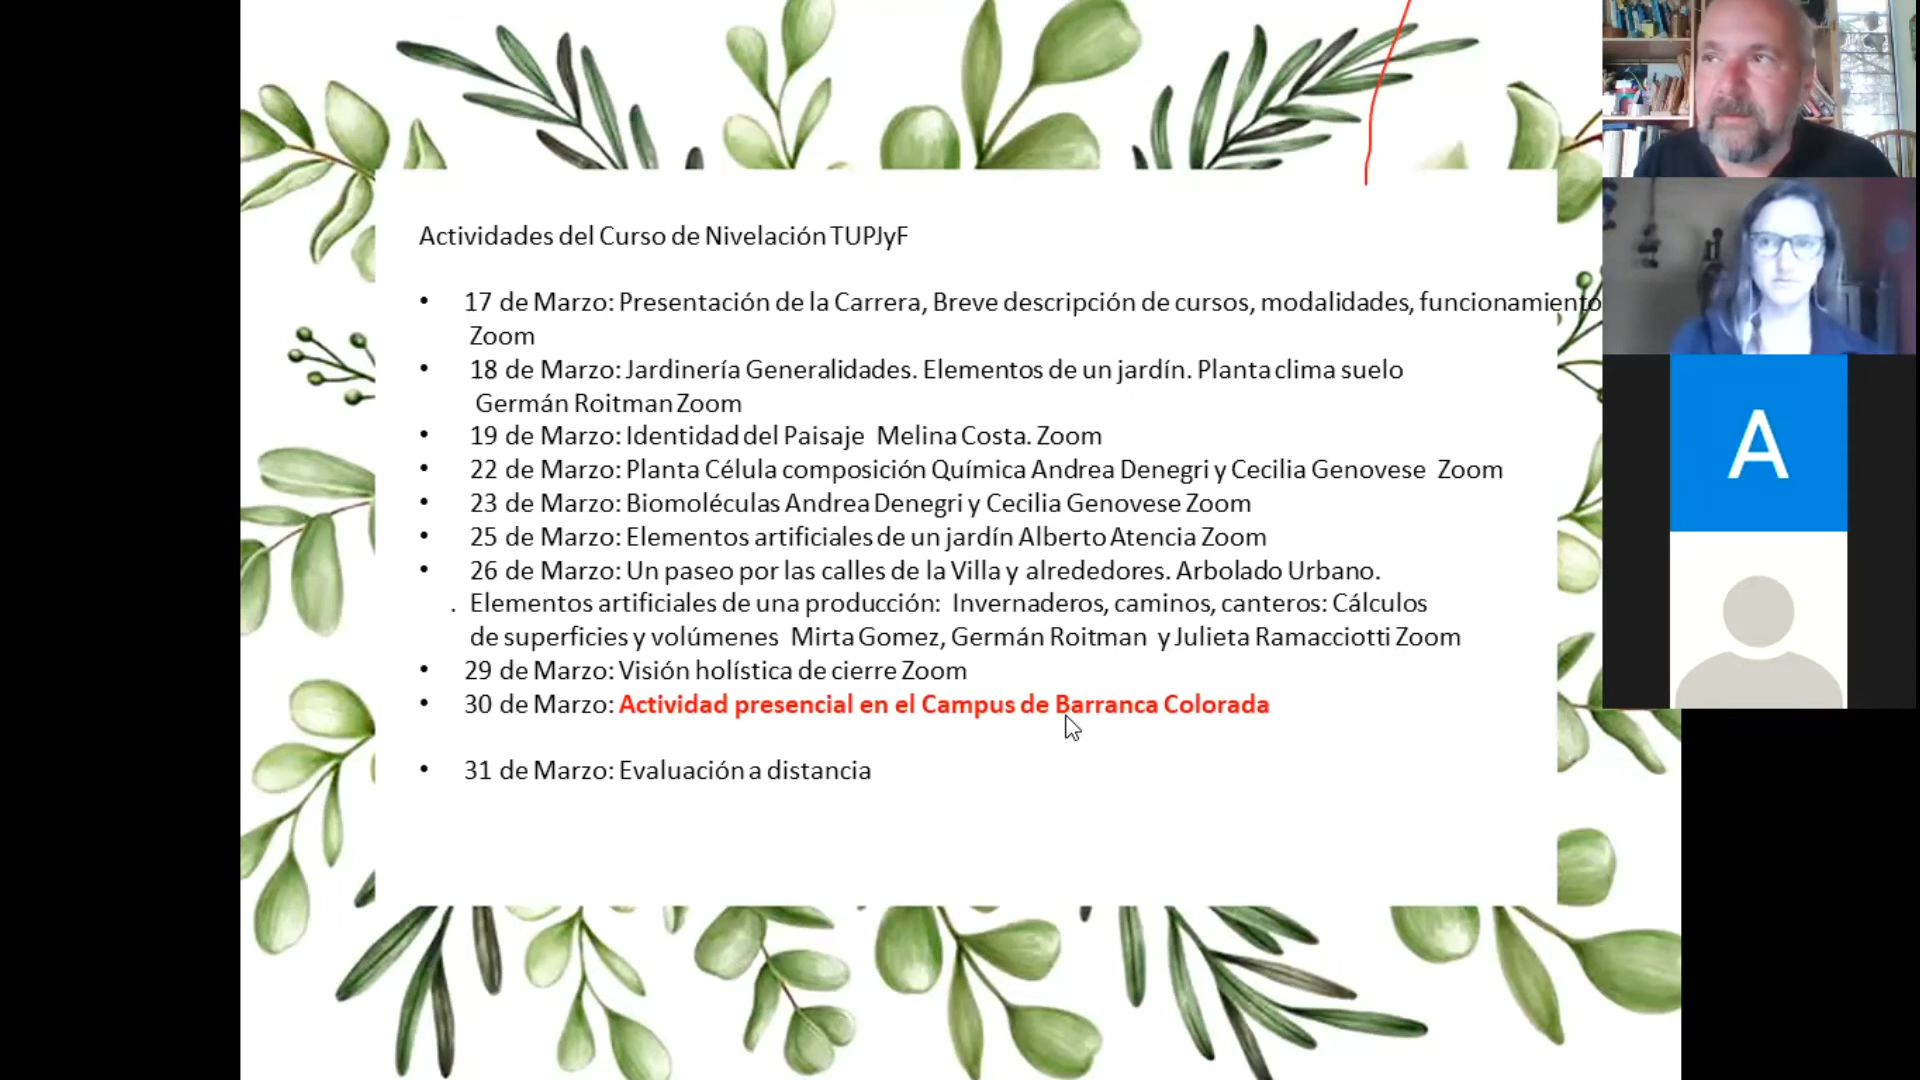 Actividades del Curso de Nivelación TUPJyF
• 17 de Marzo: Presentación de la Carrera, Breve descripción de cursos, modalidades, funcionamiento
Zoom
• 18 de Marzo: Jardinería Generalidades. Elementos de un jardín. Planta clima suelo
Germán Roitman Zoom
• 19 de Marzo: Identidad del Paisaje Melina Costa. Zoom
• 22 de Marzo: Planta Célula composición Química Andrea Denegri y Cecilia Genovese Zoom
• 23 de Marzo: Biomoléculas Andrea Denegri y Cecilia Genovese Zoom
• 25 de Marzo: Elementos artificiales de un jardín Alberto Atencia Zoom
• 26 de Marzo: Un paseo por las calles de la Villa y alrededores. Arbolado Urbano.
. Elementos artificiales de una producción: Invernaderos, caminos, canteros: Cálculos
de superficies y volúmenes Mirta Gomez, Germán Roitman y Julieta Ramacciotti Zoom
• 29 de Marzo: Visión holística de cierre Zoom
• 30 de Marzo: Actividad presencial en el Campus de Barranca Colorada
• 31 de Marzo: Evaluación a distancia
A